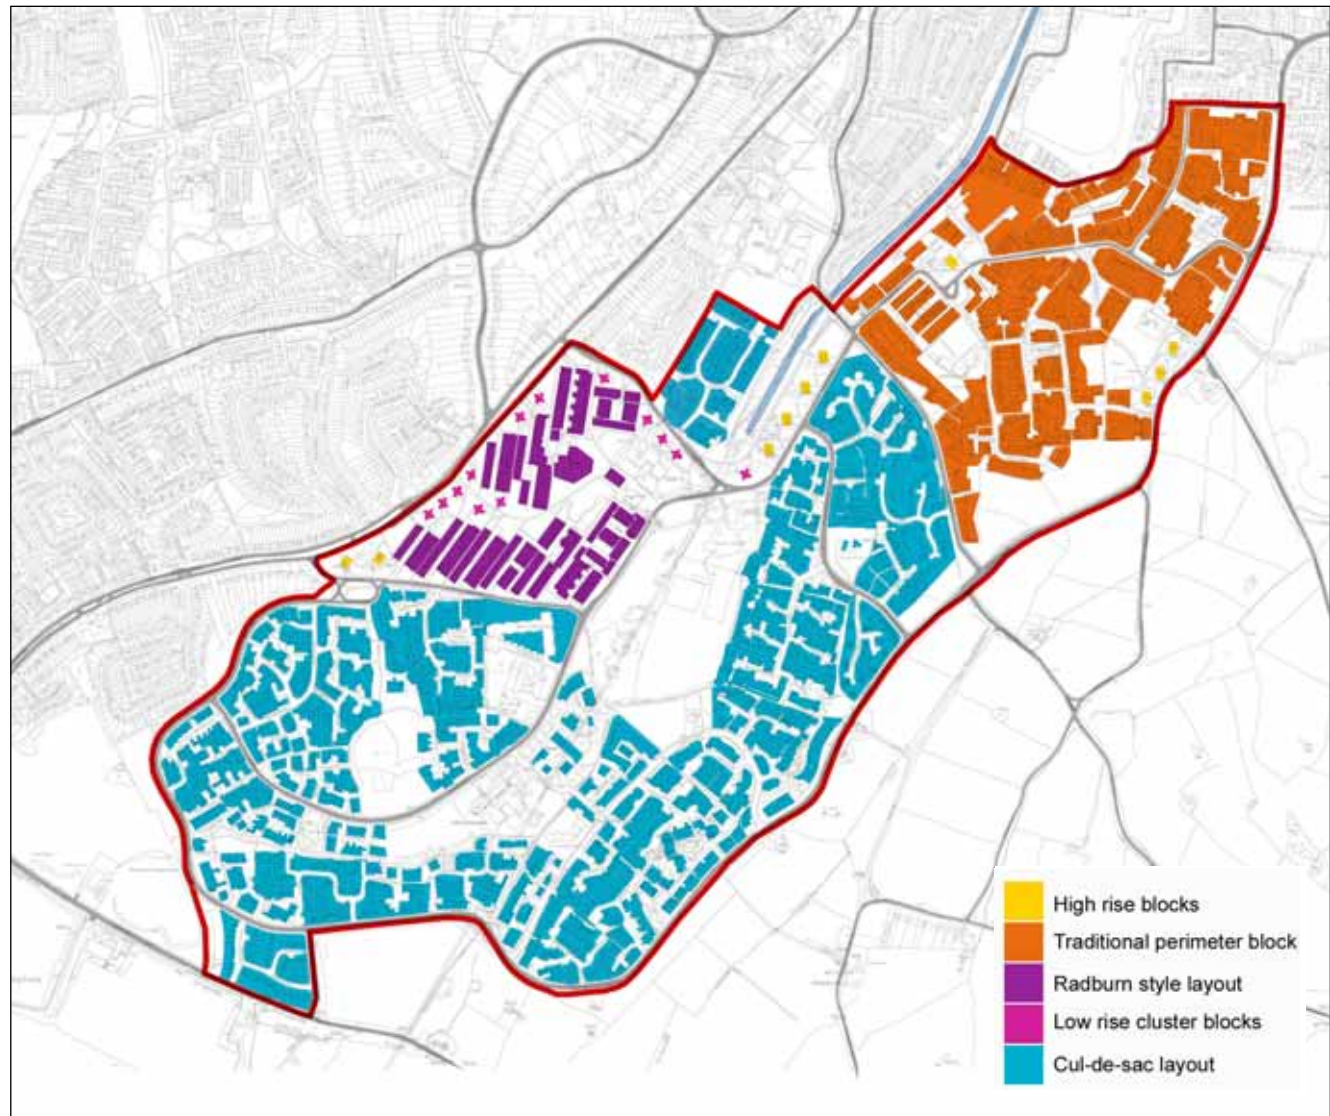 High rise blocks
Traditional perimeter block
Radburn style layout
Low rise cluster blocks
Cul-de-sac layout